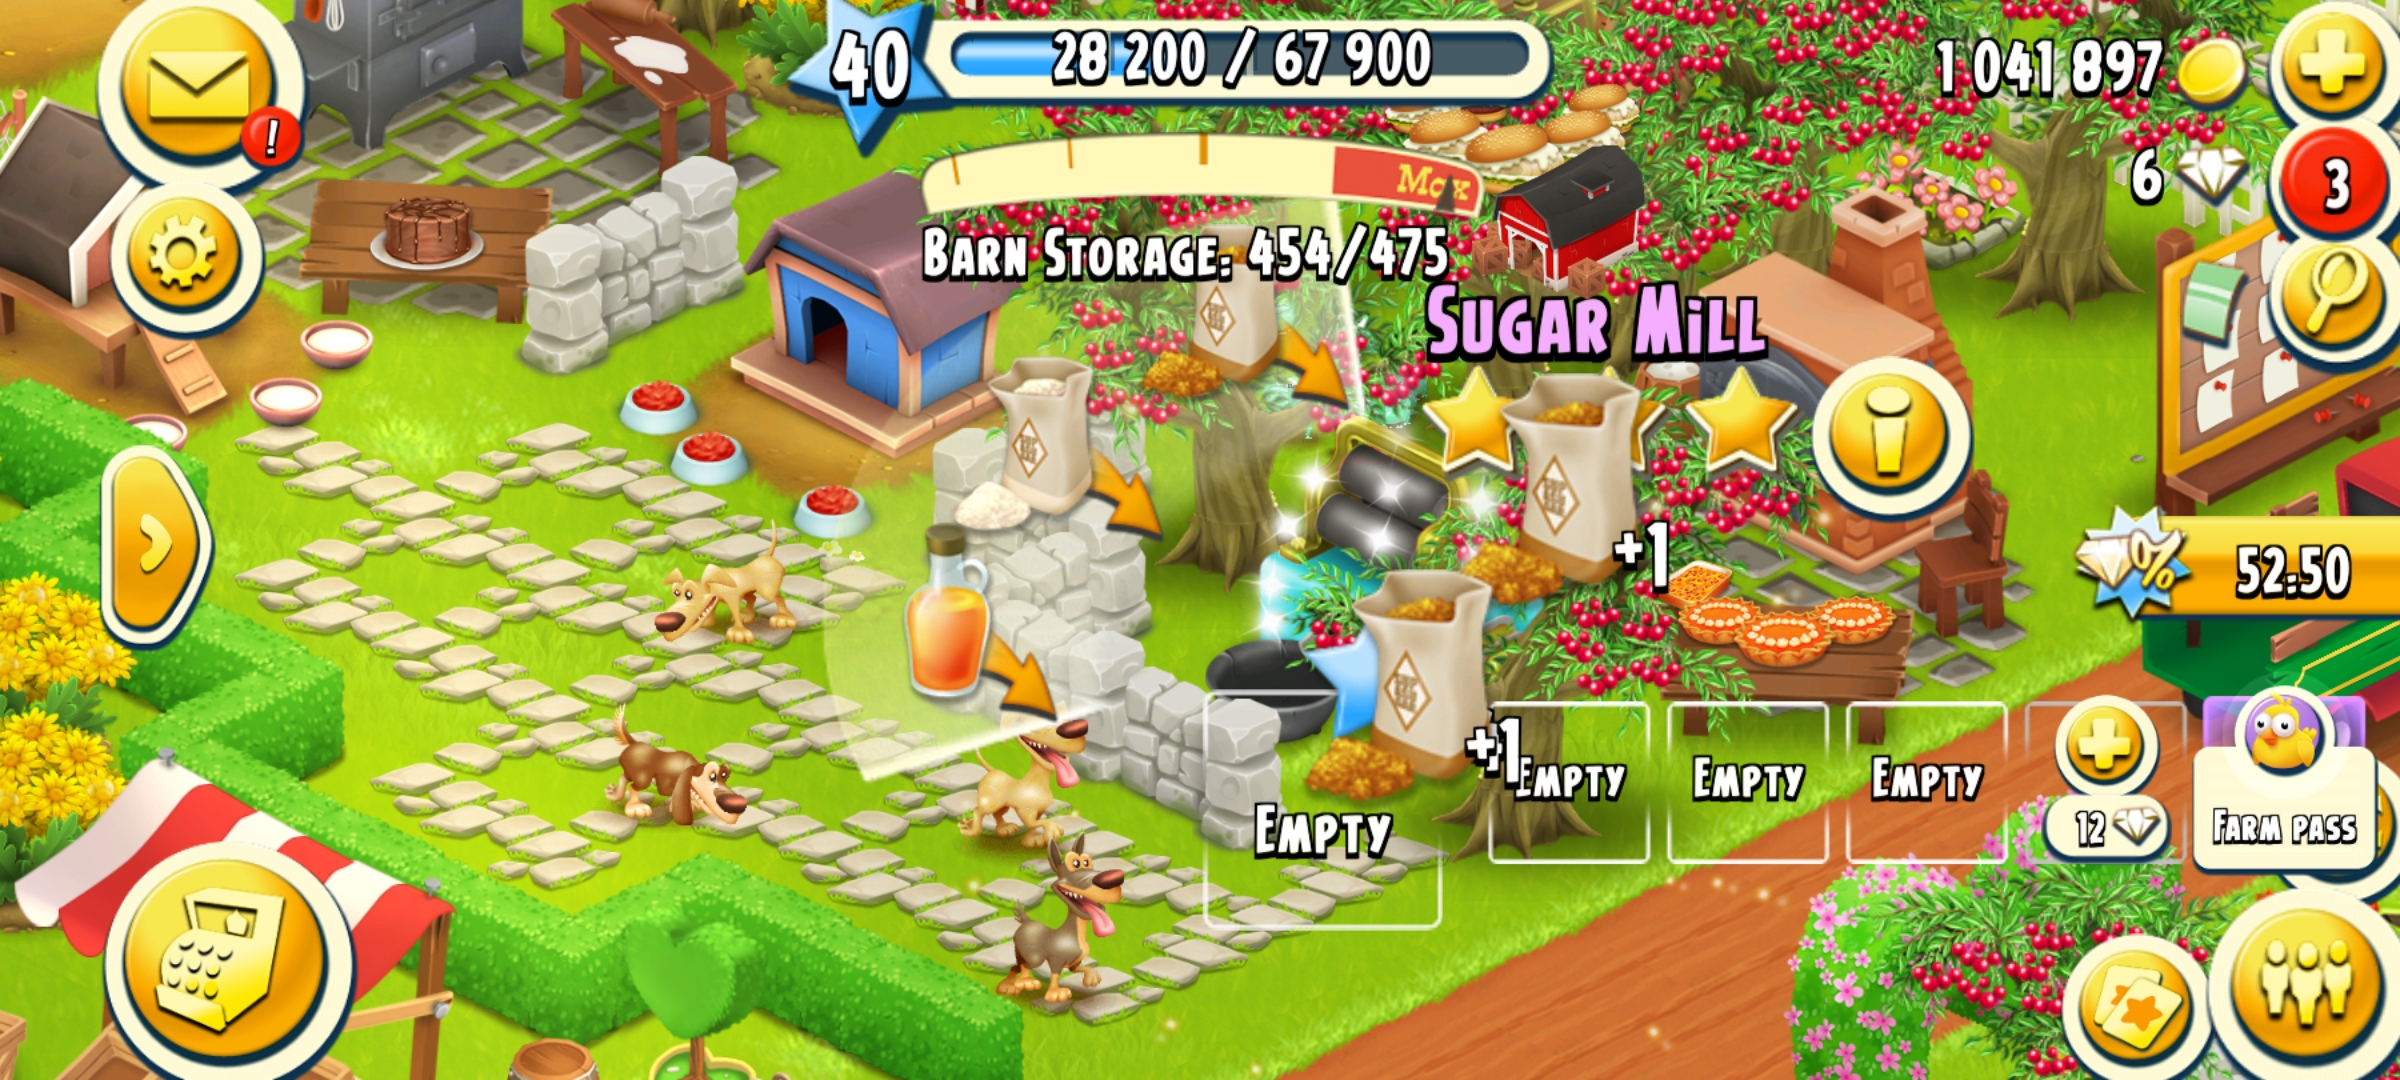 40
28 200 / 67 900
1 041 897
!
Max
6
3
BARN STORAGE: 454/475
SUGAR MiLL
+1
%
52:50
+1
EMPTY
EMPTY
EMPTY
EMPTY
12
FARM PASS